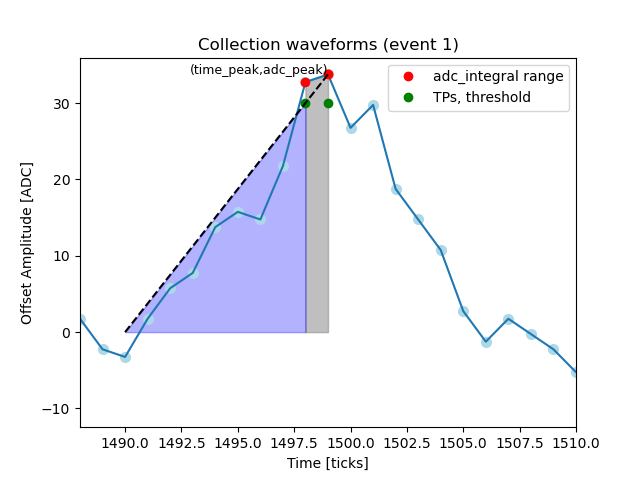 Collection waveforms (event 1)
(time_peak,adc_peak)
adc_integral range
TPs, threshold
Offset Amplitude [ADC]
30
20
10
0
−10
1490.0 1492.5 1495.0 1497.5 1500.0 1502.5 1505.0 1507.5 1510.0
Time [ticks]